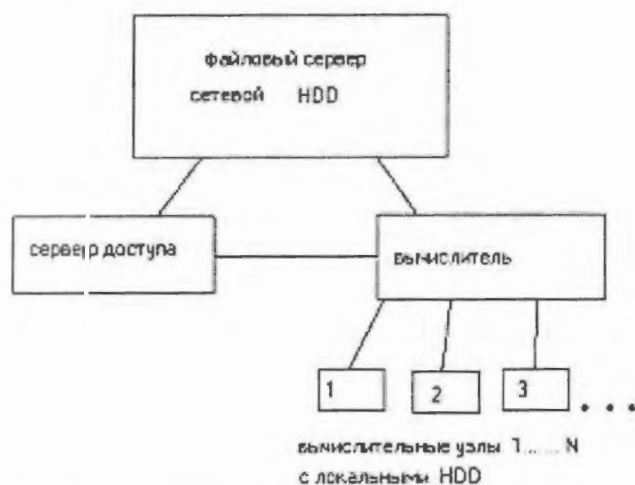 файловый сервер
сетевой HDD
сервер доступа
вычислитель
1 2 3 . . .
вычислительные узлы 1....... N
с локальными HDD